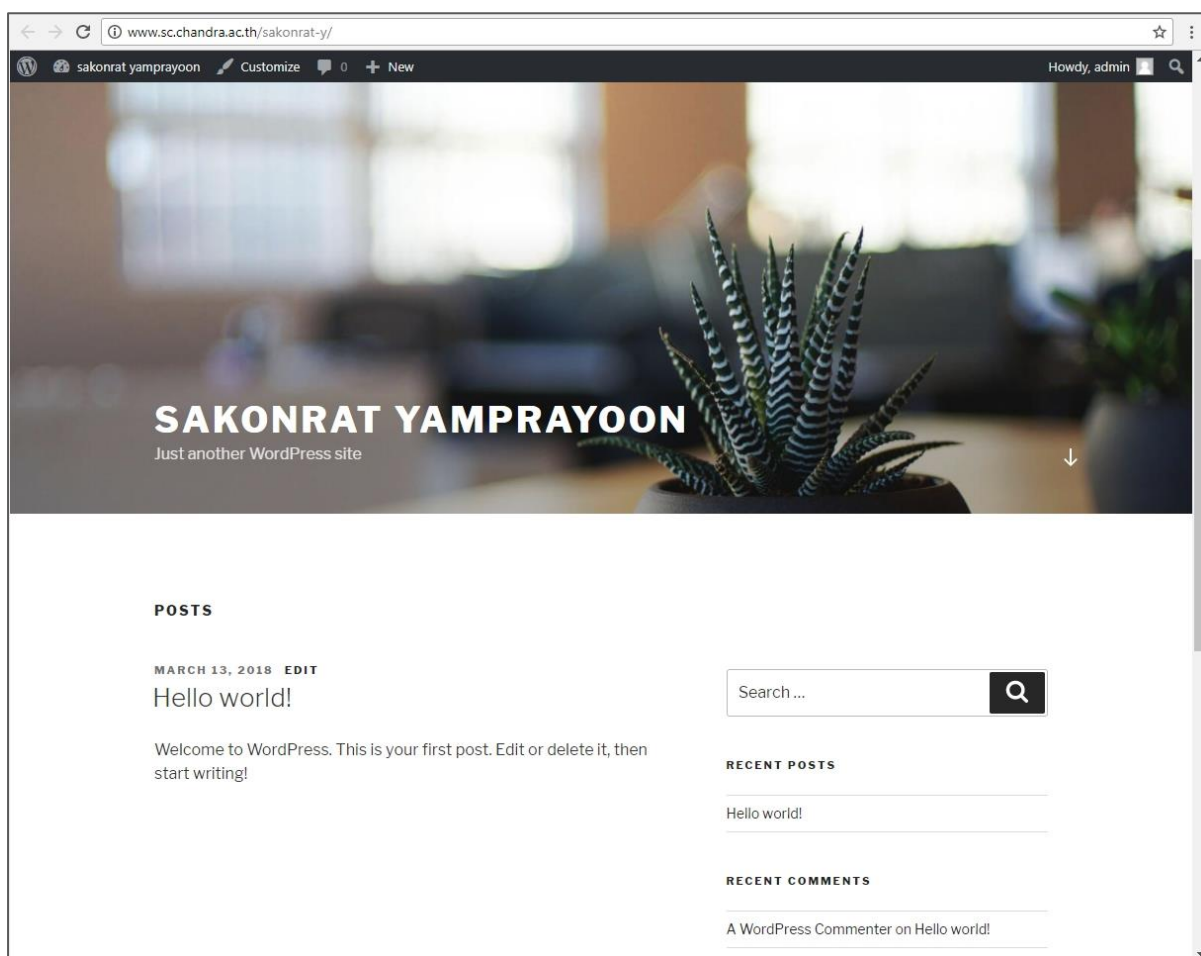 www.sc.chandra.ac.th/sakonrat-y/
sakonrat yamprayoon Customize 0 New Howdy, admin
SAKONRAT YAMPRAYOON
Just another WordPress site
POSTS
MARCH 13, 2018 EDIT
Hello world!
Welcome to WordPress. This is your first post. Edit or delete it, then
start writing!
Search ...
RECENT POSTS
Hello world!
RECENT COMMENTS
A WordPress Commenter on Hello world!